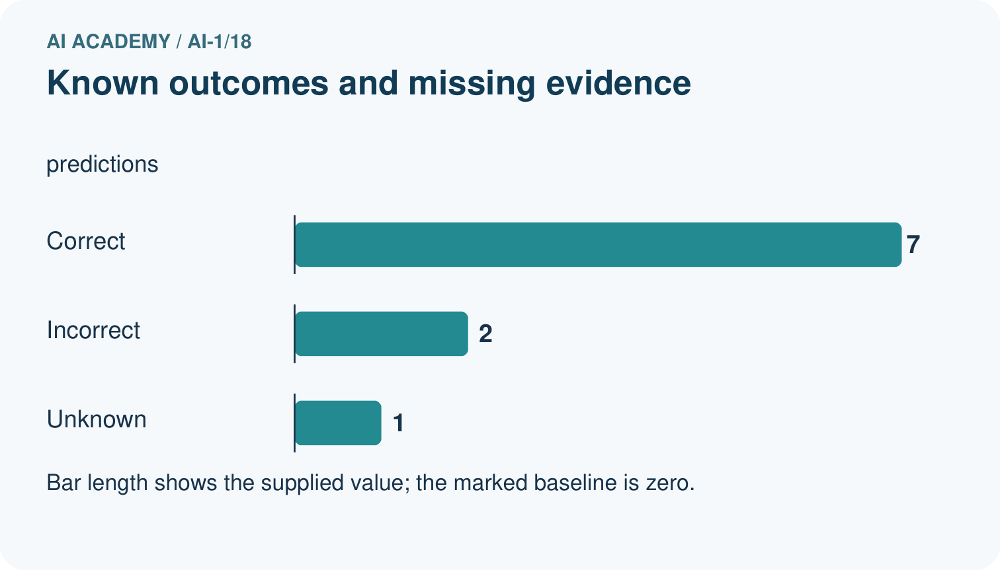 AI ACADEMY / AI-1/18
Known outcomes and missing evidence
predictions
Correct 7
Incorrect 2
Unknown 1
Bar length shows the supplied value; the marked baseline is zero.